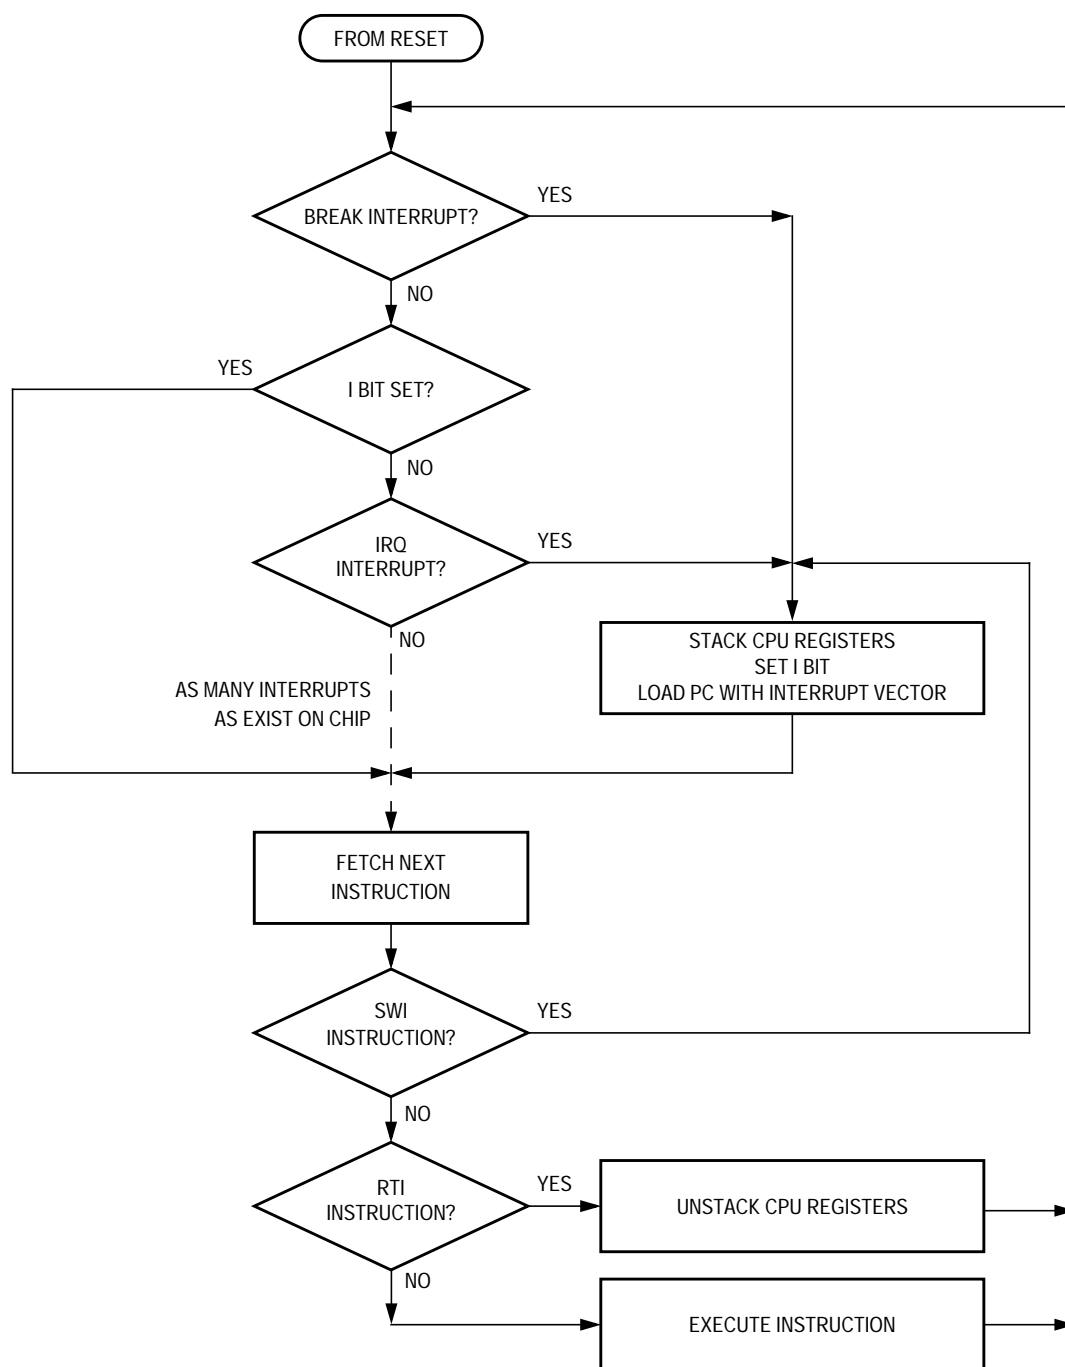 FROM RESET
BREAK INTERRUPT?
YES
NO
YES
I BIT SET?
NO
IRQ
INTERRUPT?
YES
NO
STACK CPU REGISTERS
SET I BIT
LOAD PC WITH INTERRUPT VECTOR
AS MANY INTERRUPTS
AS EXIST ON CHIP
FETCH NEXT
INSTRUCTION
SWI
INSTRUCTION?
YES
NO
RTI
INSTRUCTION?
YES
UNSTACK CPU REGISTERS
NO
EXECUTE INSTRUCTION